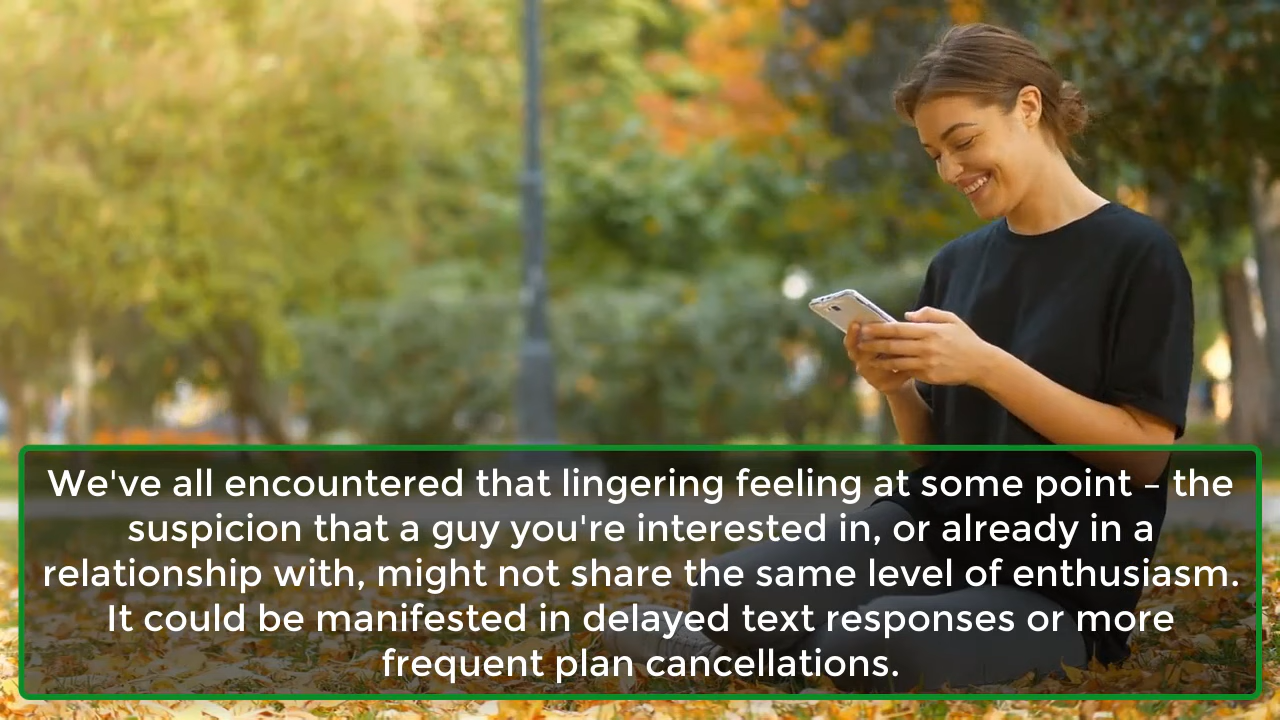 We've all encountered that lingering feeling at some point – the
suspicion that a guy you're interested in, or already in a
relationship with, might not share the same level of enthusiasm.
It could be manifested in delayed text responses or more
frequent plan cancellations.